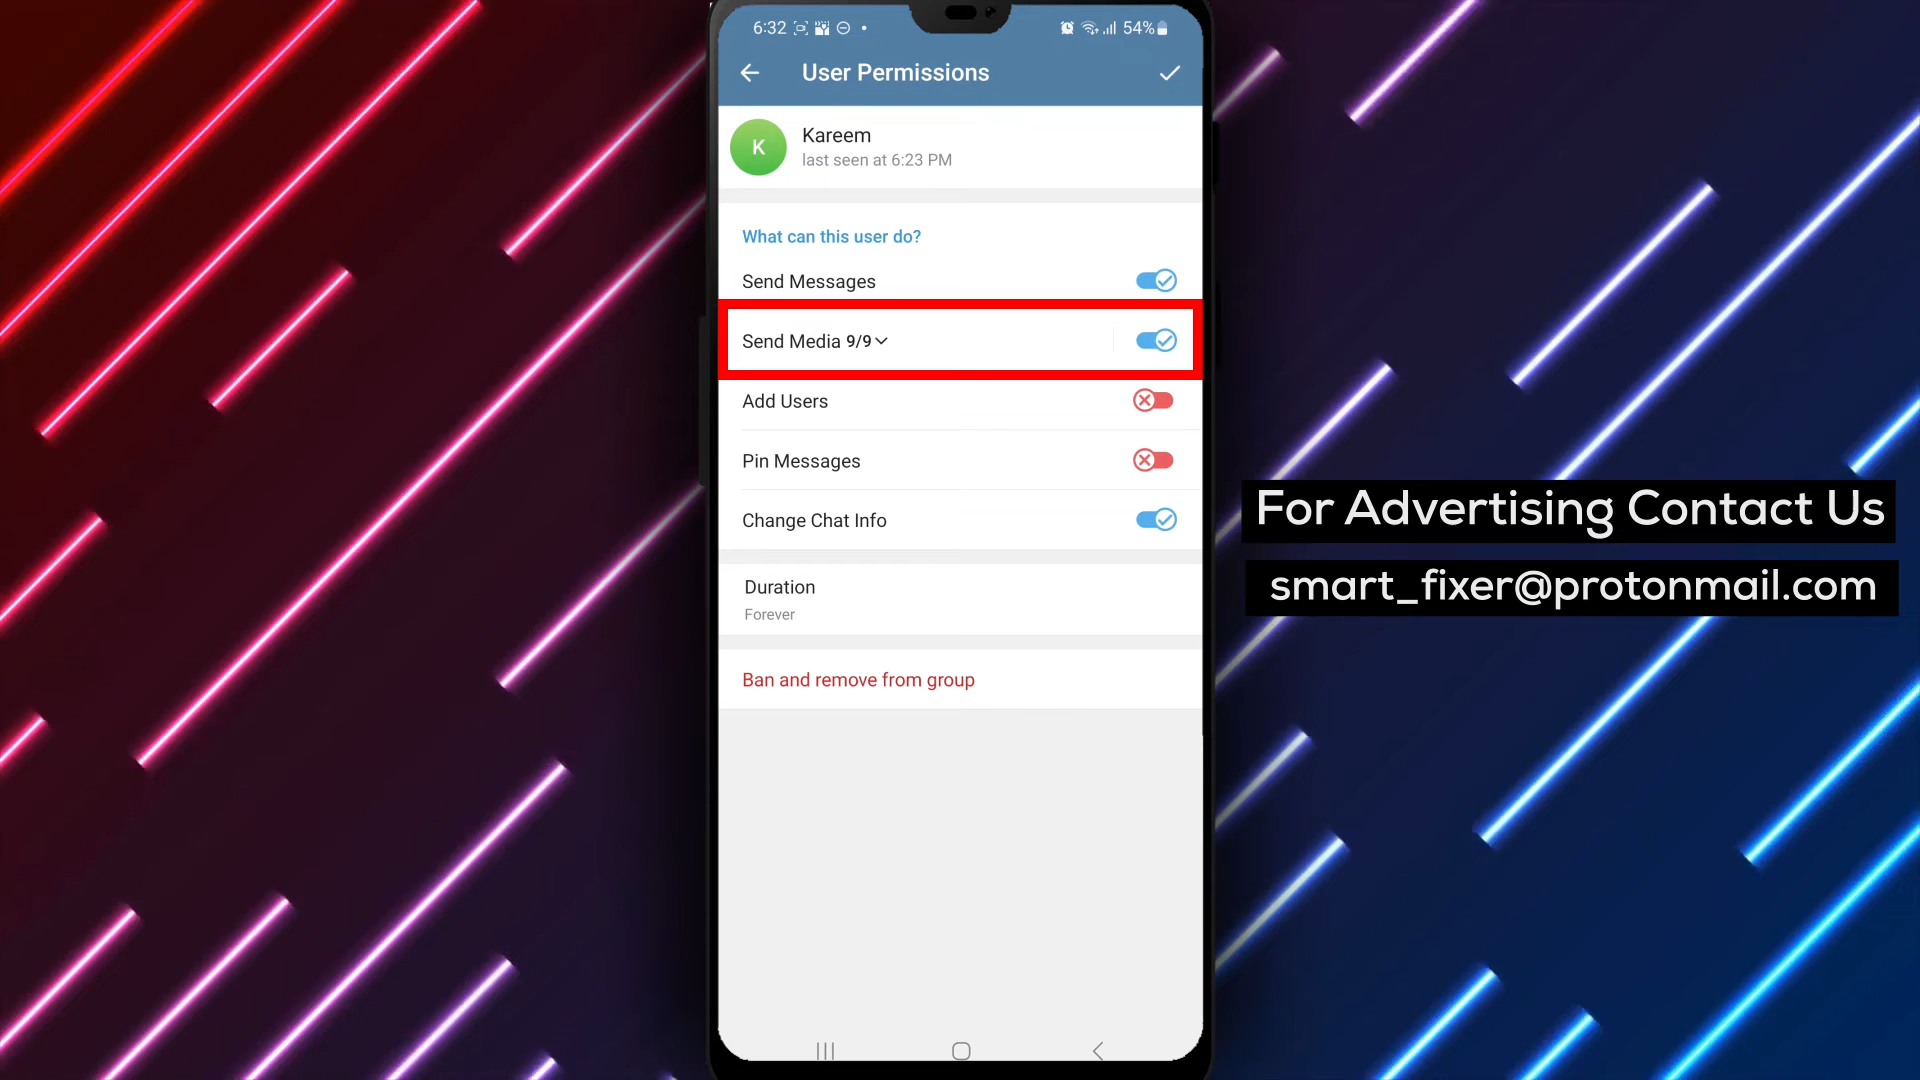 6:32
54%
User Permissions
K
Kareem
last seen at 6:23 PM
What can this user do?
Send Messages
Send Media 9/9
Add Users
Pin Messages
Change Chat Info
Duration
Forever
Ban and remove from group
For Advertising Contact Us
smart_fixer@protonmail.com